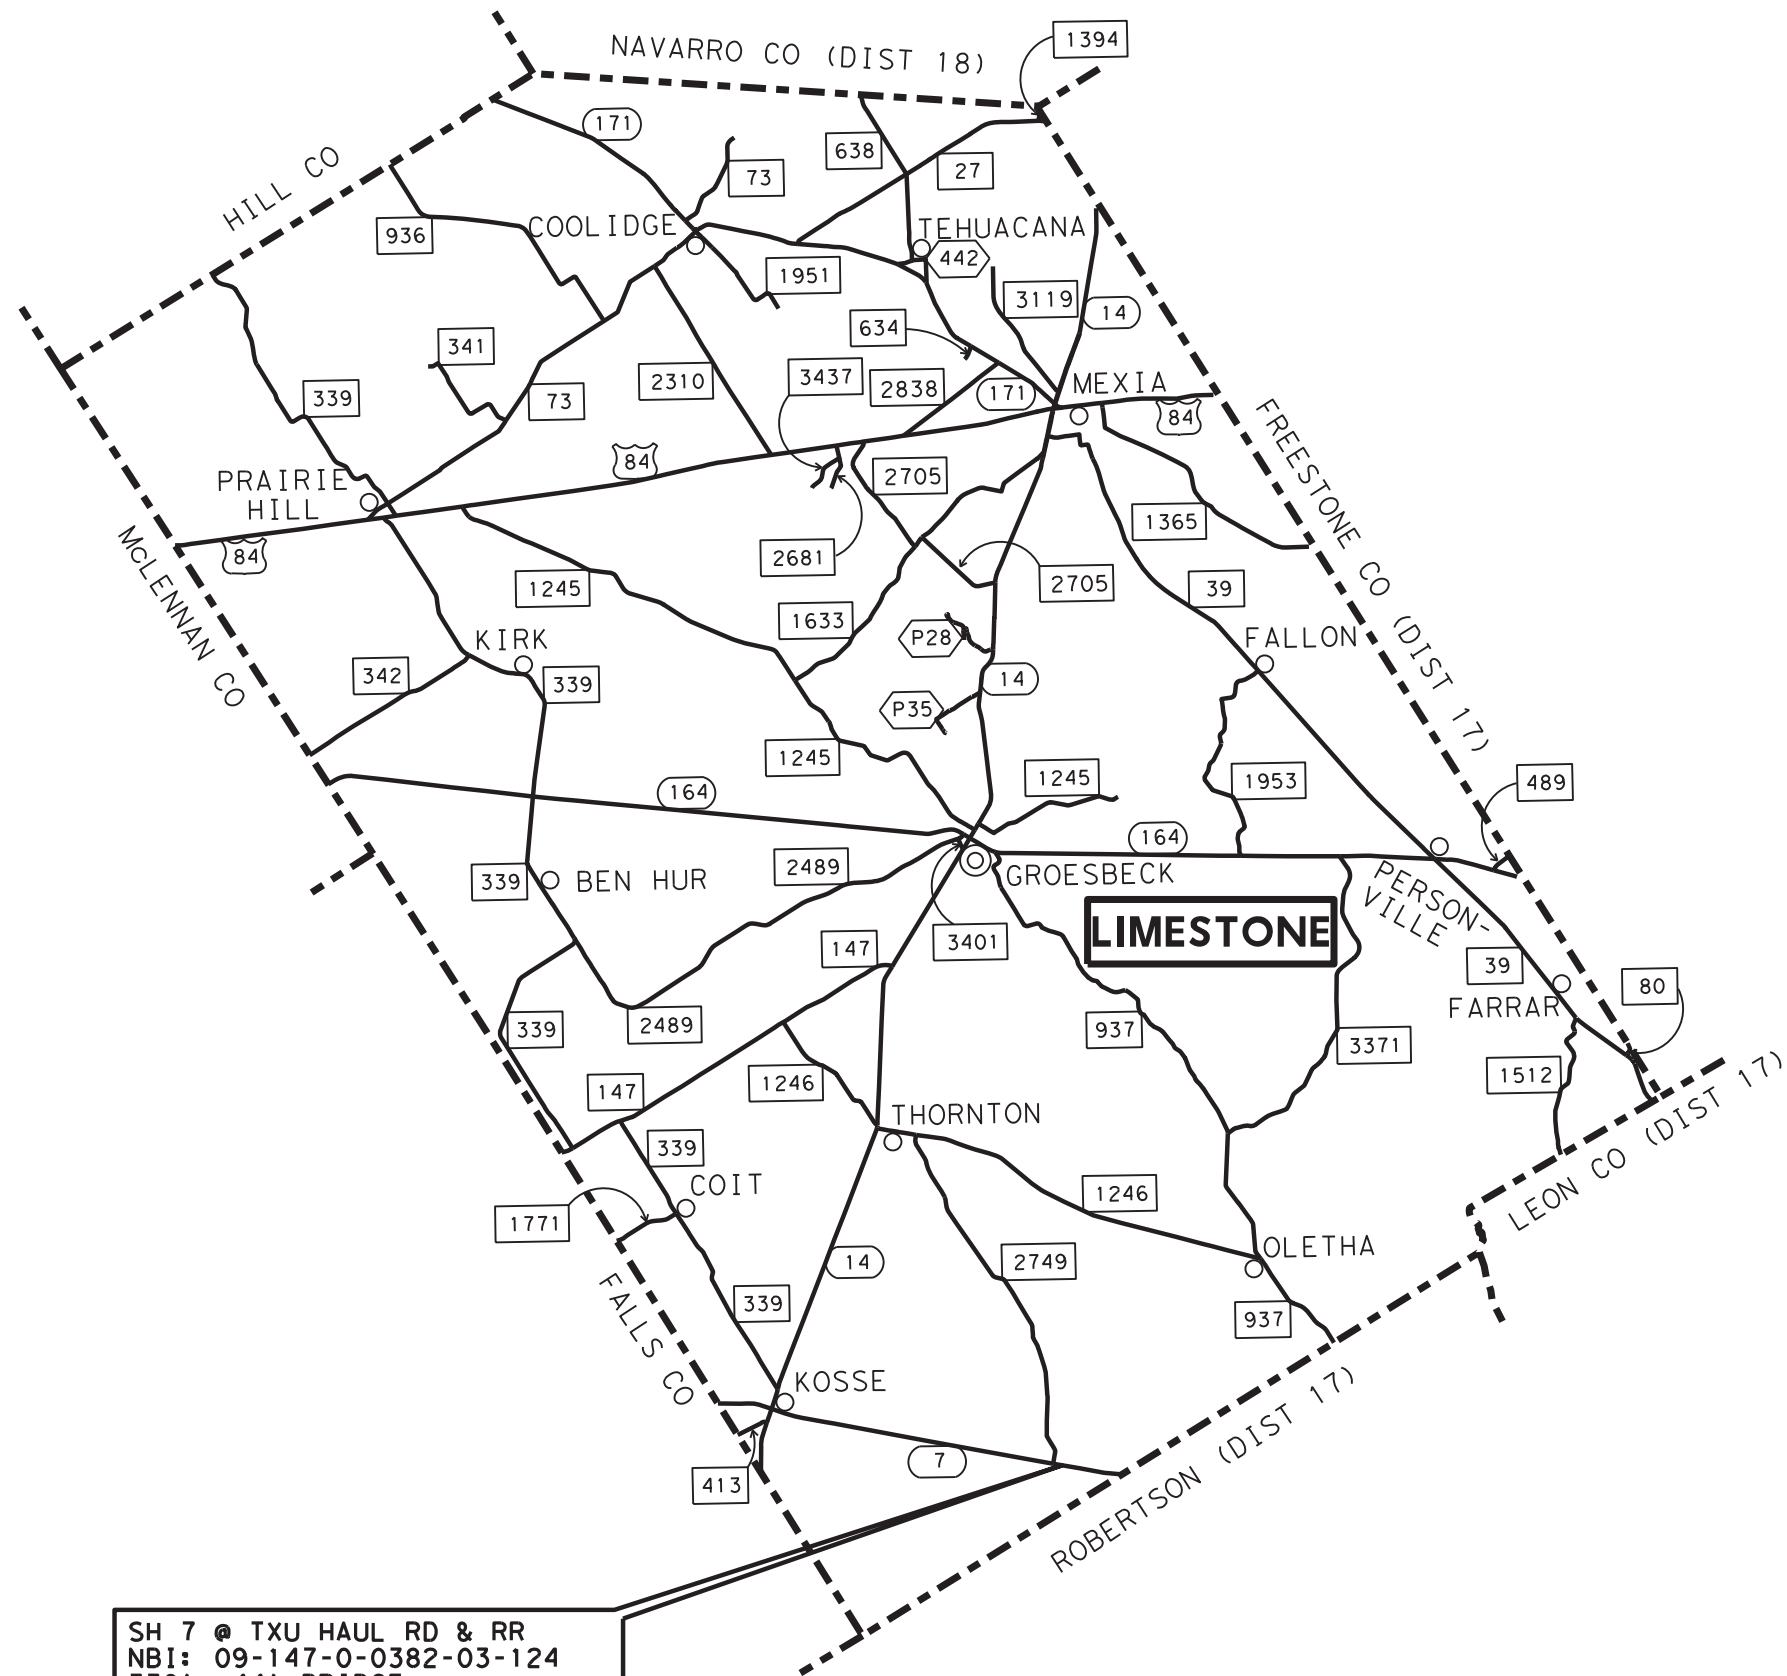 1394
NAVARRO CO (DIST 18)
171
638
27
73
HILL CO
936
COOLIDGE
TEHUACANA
442
1951
3119
14
634
341
3437
2310
2838
171
MEXIA
339
73
84
84
FREESTONE CO (DIST 17)
PRAIRIE
HILL
2705
1365
84
2681
2705
McLENNAN CO
1245
39
1633
P28
FALLON
KIRK
342
339
14
P35
1245
1245
1953
489
164
164
2489
GROESBECK
339
BEN HUR
PERSON-
VILLE
LIMESTONE
147
3401
39
80
FARRAR
339
2489
937
3371
1512
147
1246
THORNTON
LEON CO (DIST 17)
339
COIT
1246
1771
14
2749
OLETHA
339
937
FALLS CO
KOSSE
7
413
ROBERTSON (DIST 17)
SH 7 @ TXU HAUL RD & RR
NBI: 09-147-0-0382-03-124